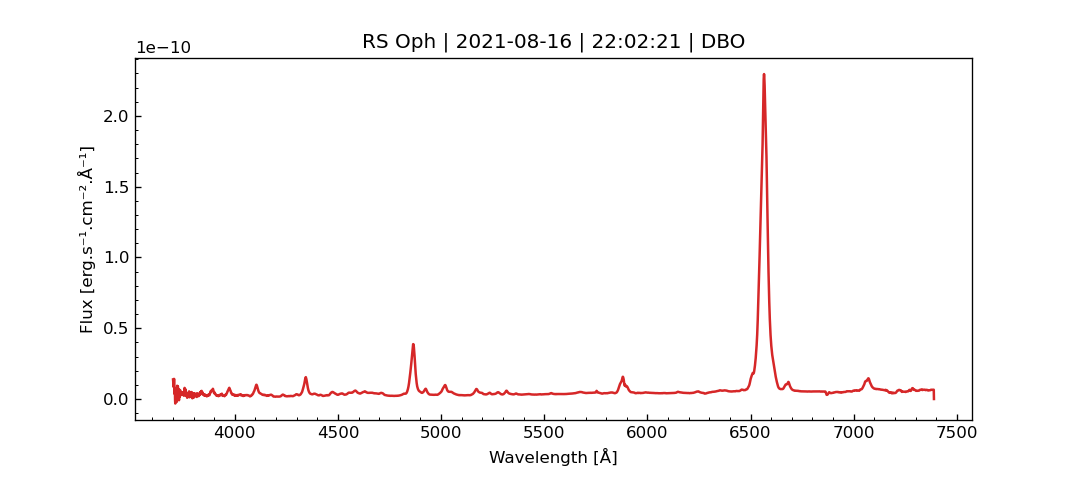 RS Oph | 2021-08-16 | 22:02:21 | DBO
1e−10
2.0
1.5
1.0
0.5
0.0
Flux [erg.s⁻¹.cm⁻².Å⁻¹]
4000 4500 5000 5500 6000 6500 7000 7500
Wavelength [Å]